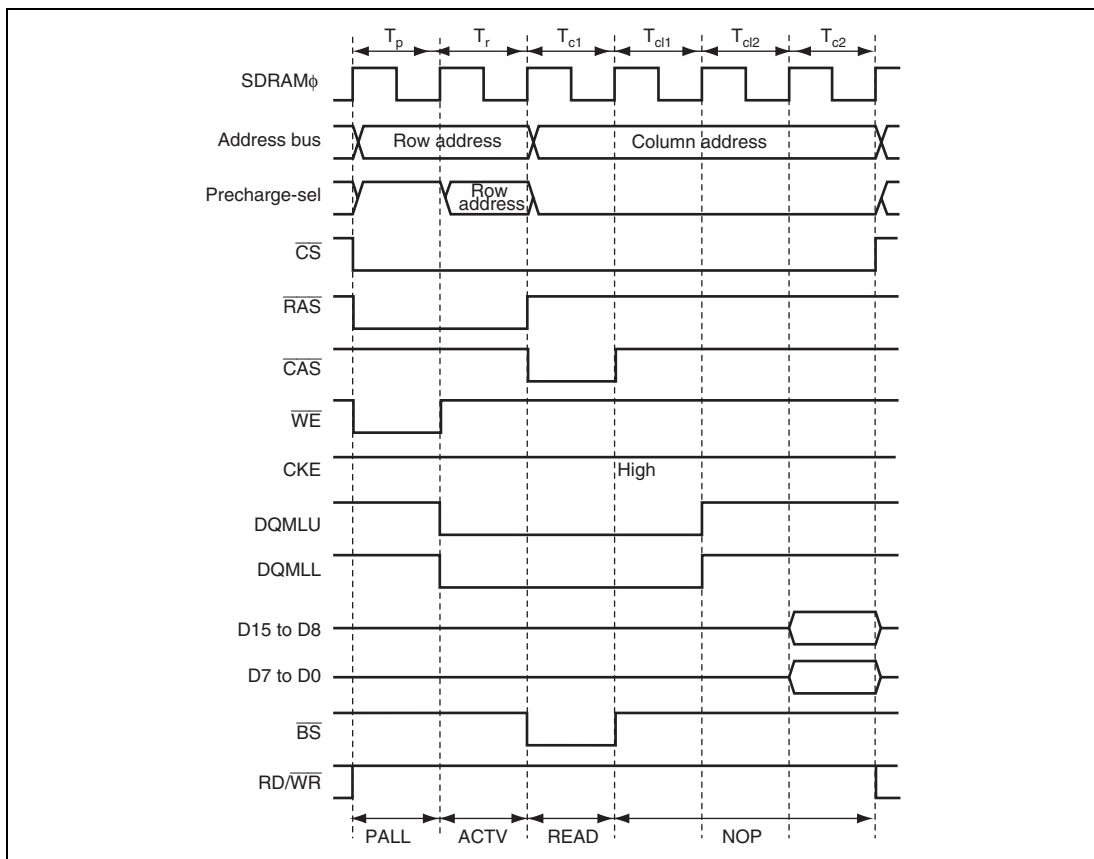 Tp Tr Tc1 Tcl1 Tcl2 Tc2
SDRAMϕ
Address bus Row address Column address
Precharge-sel Row address
CS
RAS
CAS
WE
CKE High
DQMLU
DQMLL
D15 to D8
D7 to D0
BS
RD/WR
PALL ACTV READ NOP